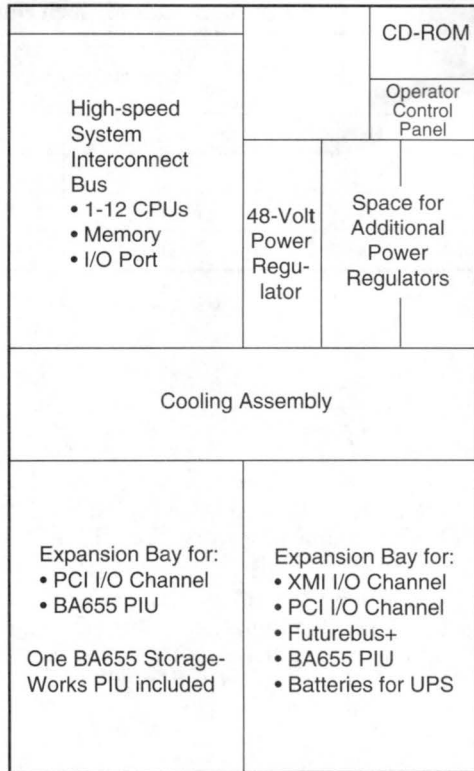 CD-ROM
Operator
Control
Panel
High-speed
System
Interconnect
Bus
• 1-12 CPUs
• Memory
• I/O Port
48-Volt
Power
Regu-
lator
Space for
Additional
Power
Regulators
Cooling Assembly
Expansion Bay for:
• PCI I/O Channel
• BA655 PIU
One BA655 Storage-
Works PIU included
Expansion Bay for:
• XMI I/O Channel
• PCI I/O Channel
• Futurebus+
• BA655 PIU
• Batteries for UPS